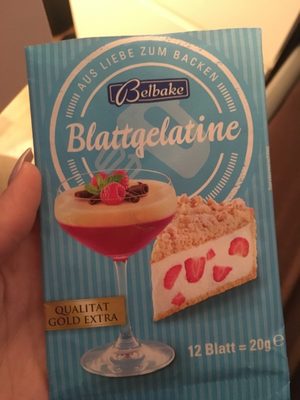 AUS LIEBE ZUM BACKEN
Belbake
Blattgelatine
QUALITÄT
GOLD EXTRA
12 Blatt = 20g e